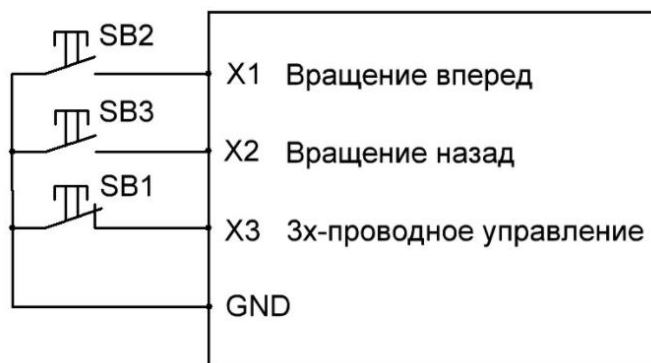 SB2
X1 Вращение вперед
SB3
X2 Вращение назад
SB1
X3 3х-проводное управление
GND